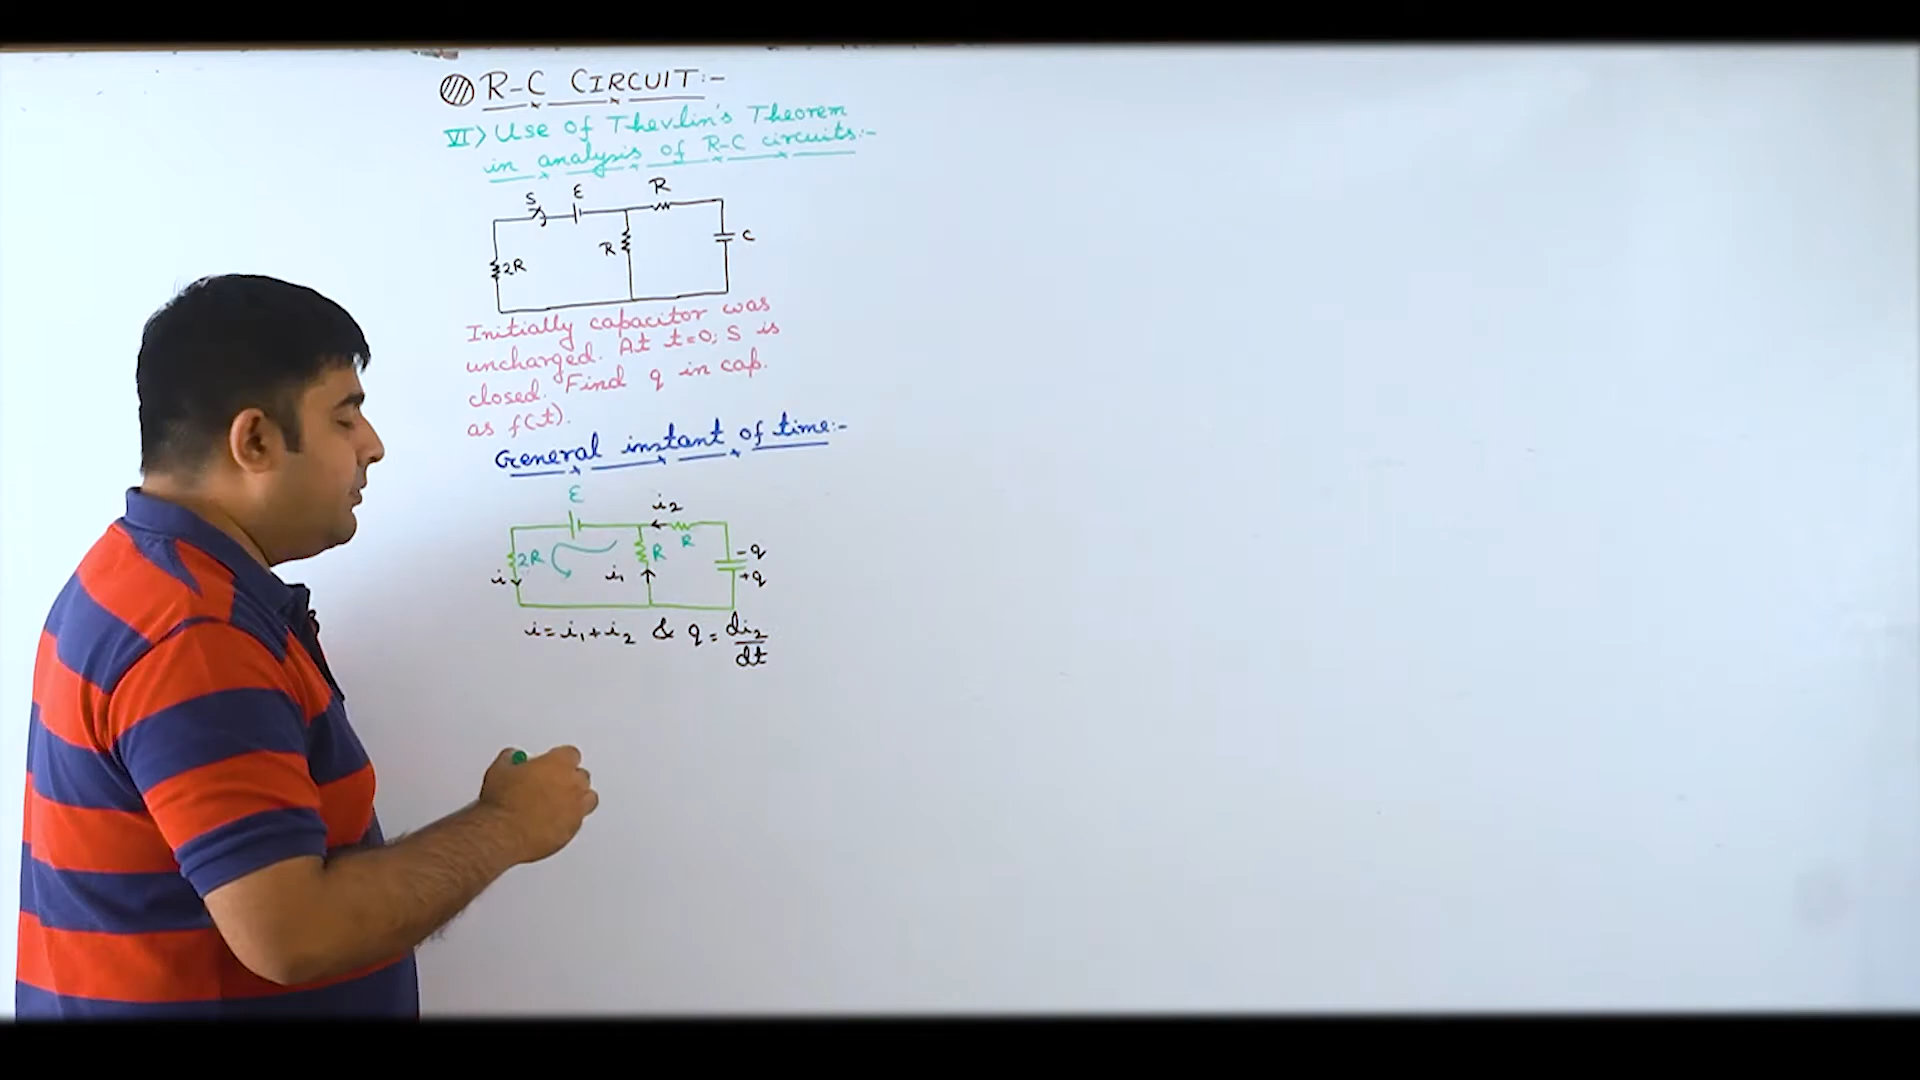 R-C CIRCUIT:-
VI> Use of Thevlin's Theorem
in analysis of R-C circuits:-
S ε R
R C
2R
Initially capacitor was
uncharged. At t=0; S is
closed. Find q in cap.
as f(t).
General instant of time:-
ε i₂
R
2R R -q
i i₁ +q
i = i₁ + i₂ & q = di₂/dt